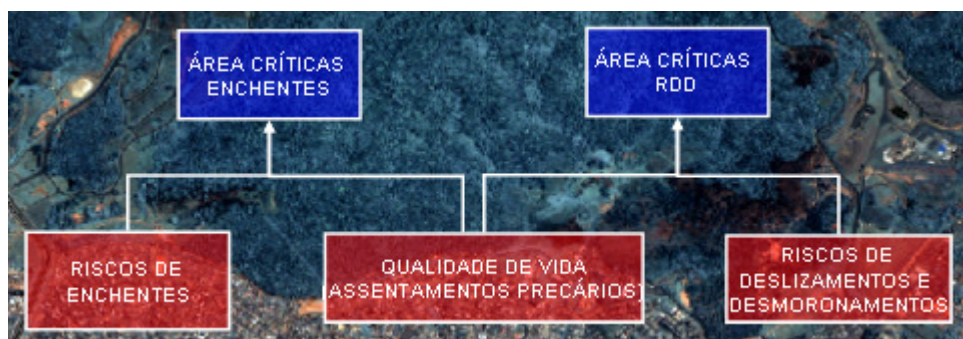 ÁREA CRÍTICAS
ENCHENTES
ÁREA CRÍTICAS
RDD
RISCOS DE
ENCHENTES
QUALIDADE DE VIDA
(ASSENTAMENTOS PRECÁRIOS)
RISCOS DE
DESLIZAMENTOS E
DESMORONAMENTOS